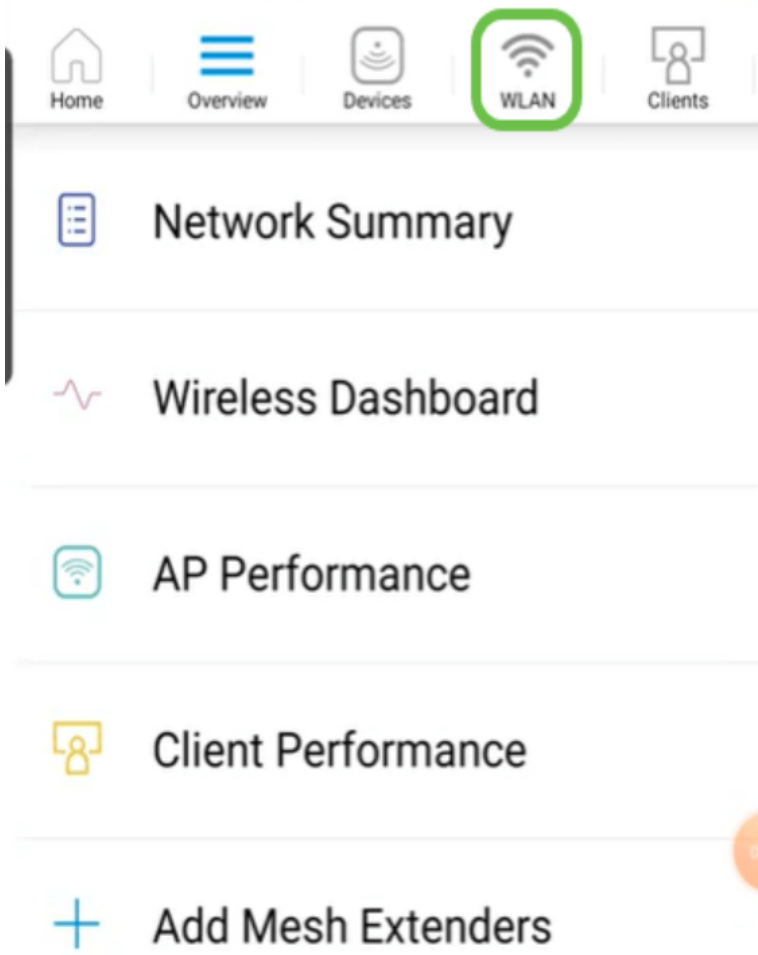 Home
Overview
Devices
WLAN
Clients
Network Summary
Wireless Dashboard
AP Performance
Client Performance
Add Mesh Extenders